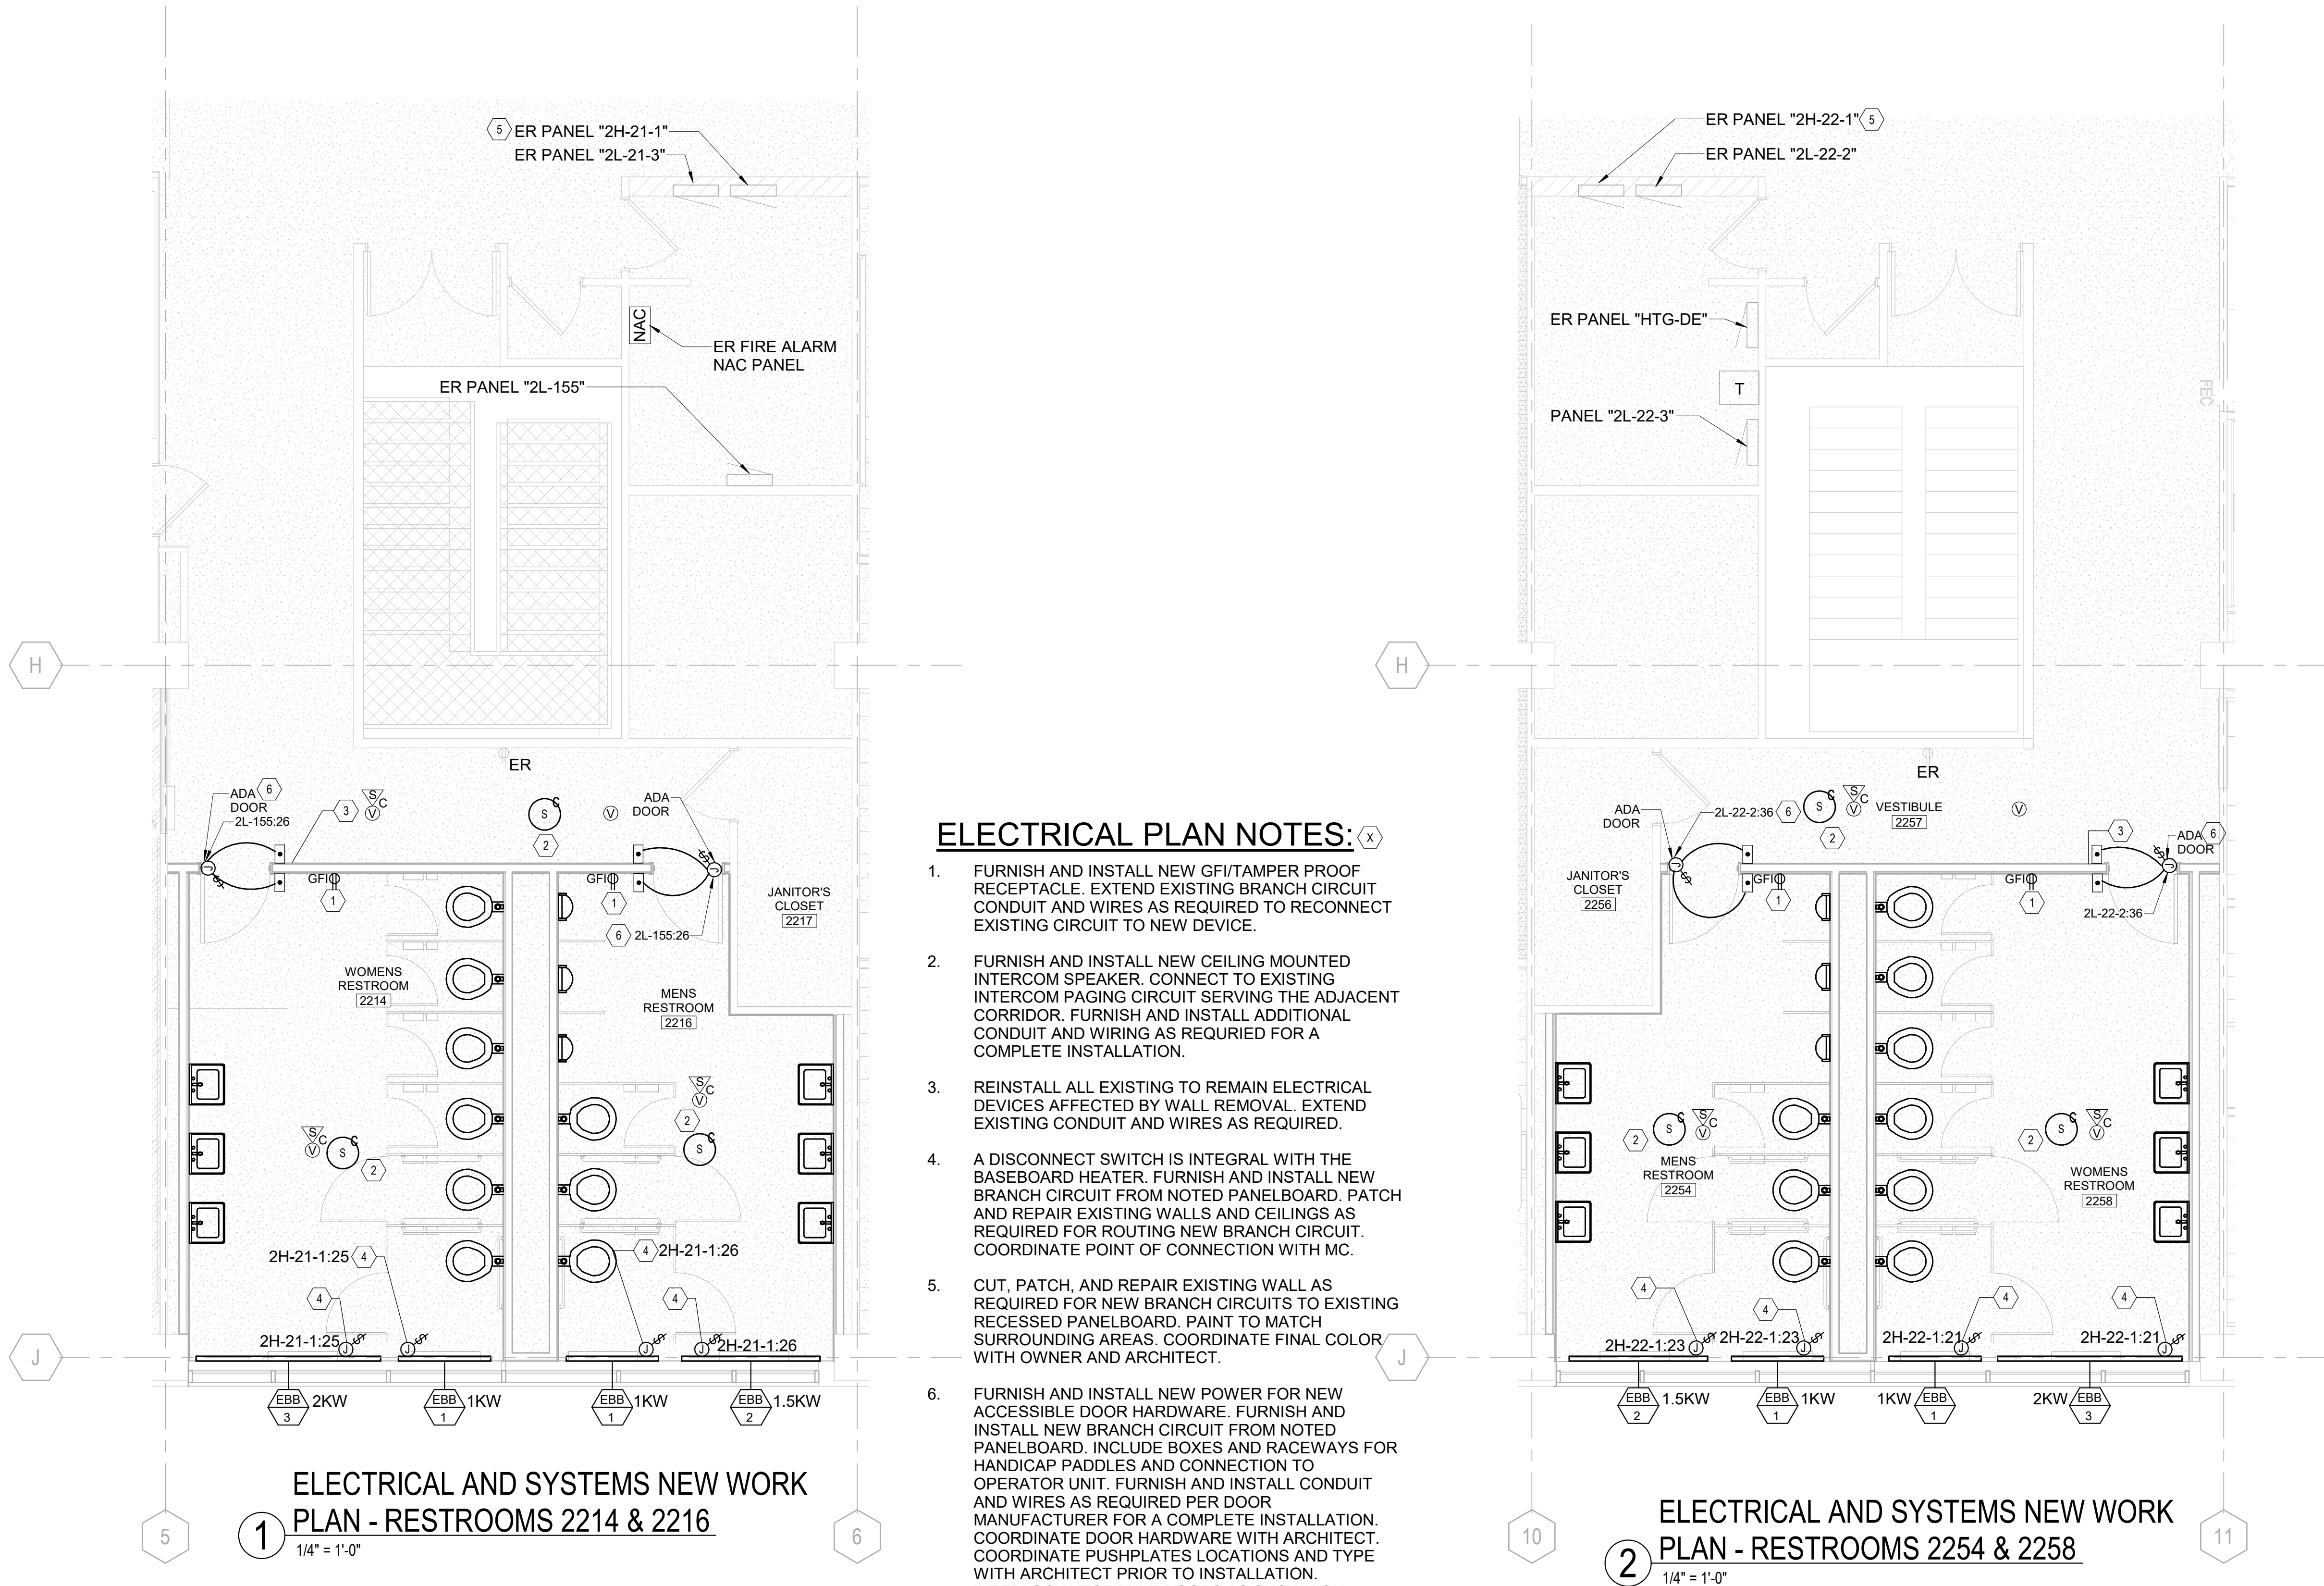 5 ER PANEL "2H-21-1"
ER PANEL "2L-21-3"
NAC
ER FIRE ALARM
NAC PANEL
ER PANEL "2L-155"
H
ER
ADA 6
DOOR
2L-155:26
3
S
C
V
S
C
2
V
ADA
DOOR
J
$
J
$
GFI
1
GFI
1
6 2L-155:26
JANITOR'S
CLOSET
2217
WOMENS
RESTROOM
2214
MENS
RESTROOM
2216
S
C
V
S
C
2
S
C
V
2
S
C
2H-21-1:25 4
4 2H-21-1:26
4
4
2H-21-1:25 J $
J $
J $
J $ 2H-21-1:26
J
EBB
3
2KW
EBB
1
1KW
EBB
1
1KW
EBB
2
1.5KW
ELECTRICAL AND SYSTEMS NEW WORK
1 PLAN - RESTROOMS 2214 & 2216
1/4" = 1'-0"
5
6
ELECTRICAL PLAN NOTES: X
1. FURNISH AND INSTALL NEW GFI/TAMPER PROOF
RECEPTACLE. EXTEND EXISTING BRANCH CIRCUIT
CONDUIT AND WIRES AS REQUIRED TO RECONNECT
EXISTING CIRCUIT TO NEW DEVICE.
2. FURNISH AND INSTALL NEW CEILING MOUNTED
INTERCOM SPEAKER. CONNECT TO EXISTING
INTERCOM PAGING CIRCUIT SERVING THE ADJACENT
CORRIDOR. FURNISH AND INSTALL ADDITIONAL
CONDUIT AND WIRING AS REQURIED FOR A
COMPLETE INSTALLATION.
3. REINSTALL ALL EXISTING TO REMAIN ELECTRICAL
DEVICES AFFECTED BY WALL REMOVAL. EXTEND
EXISTING CONDUIT AND WIRES AS REQUIRED.
4. A DISCONNECT SWITCH IS INTEGRAL WITH THE
BASEBOARD HEATER. FURNISH AND INSTALL NEW
BRANCH CIRCUIT FROM NOTED PANELBOARD. PATCH
AND REPAIR EXISTING WALLS AND CEILINGS AS
REQUIRED FOR ROUTING NEW BRANCH CIRCUIT.
COORDINATE POINT OF CONNECTION WITH MC.
5. CUT, PATCH, AND REPAIR EXISTING WALL AS
REQUIRED FOR NEW BRANCH CIRCUITS TO EXISTING
RECESSED PANELBOARD. PAINT TO MATCH
SURROUNDING AREAS. COORDINATE FINAL COLOR
WITH OWNER AND ARCHITECT.
6. FURNISH AND INSTALL NEW POWER FOR NEW
ACCESSIBLE DOOR HARDWARE. FURNISH AND
INSTALL NEW BRANCH CIRCUIT FROM NOTED
PANELBOARD. INCLUDE BOXES AND RACEWAYS FOR
HANDICAP PADDLES AND CONNECTION TO
OPERATOR UNIT. FURNISH AND INSTALL CONDUIT
AND WIRES AS REQUIRED PER DOOR
MANUFACTURER FOR A COMPLETE INSTALLATION.
COORDINATE DOOR HARDWARE WITH ARCHITECT.
COORDINATE PUSHPLATES LOCATIONS AND TYPE
WITH ARCHITECT PRIOR TO INSTALLATION.
ER PANEL "2H-22-1" 5
ER PANEL "2L-22-2"
ER PANEL "HTG-DE"
T
PANEL "2L-22-3"
FEC
H
ER
ADA
DOOR
2L-22-2:36 6
S
C
2
S
C
V
VESTIBULE
2257
V
3
ADA 6
DOOR
J
$
J
$
GFI
1
GFI
1
2L-22-2:36
JANITOR'S
CLOSET
2256
S
C
2
S
C
V
MENS
RESTROOM
2254
S
C
2
S
C
V
WOMENS
RESTROOM
2258
4
4
4
4
2H-22-1:23 J $
2H-22-1:23 J $
2H-22-1:21 J $
2H-22-1:21 J $
J
EBB
2
1.5KW
EBB
1
1KW
1KW
EBB
1
2KW
EBB
3
ELECTRICAL AND SYSTEMS NEW WORK
2 PLAN - RESTROOMS 2254 & 2258
1/4" = 1'-0"
10
11